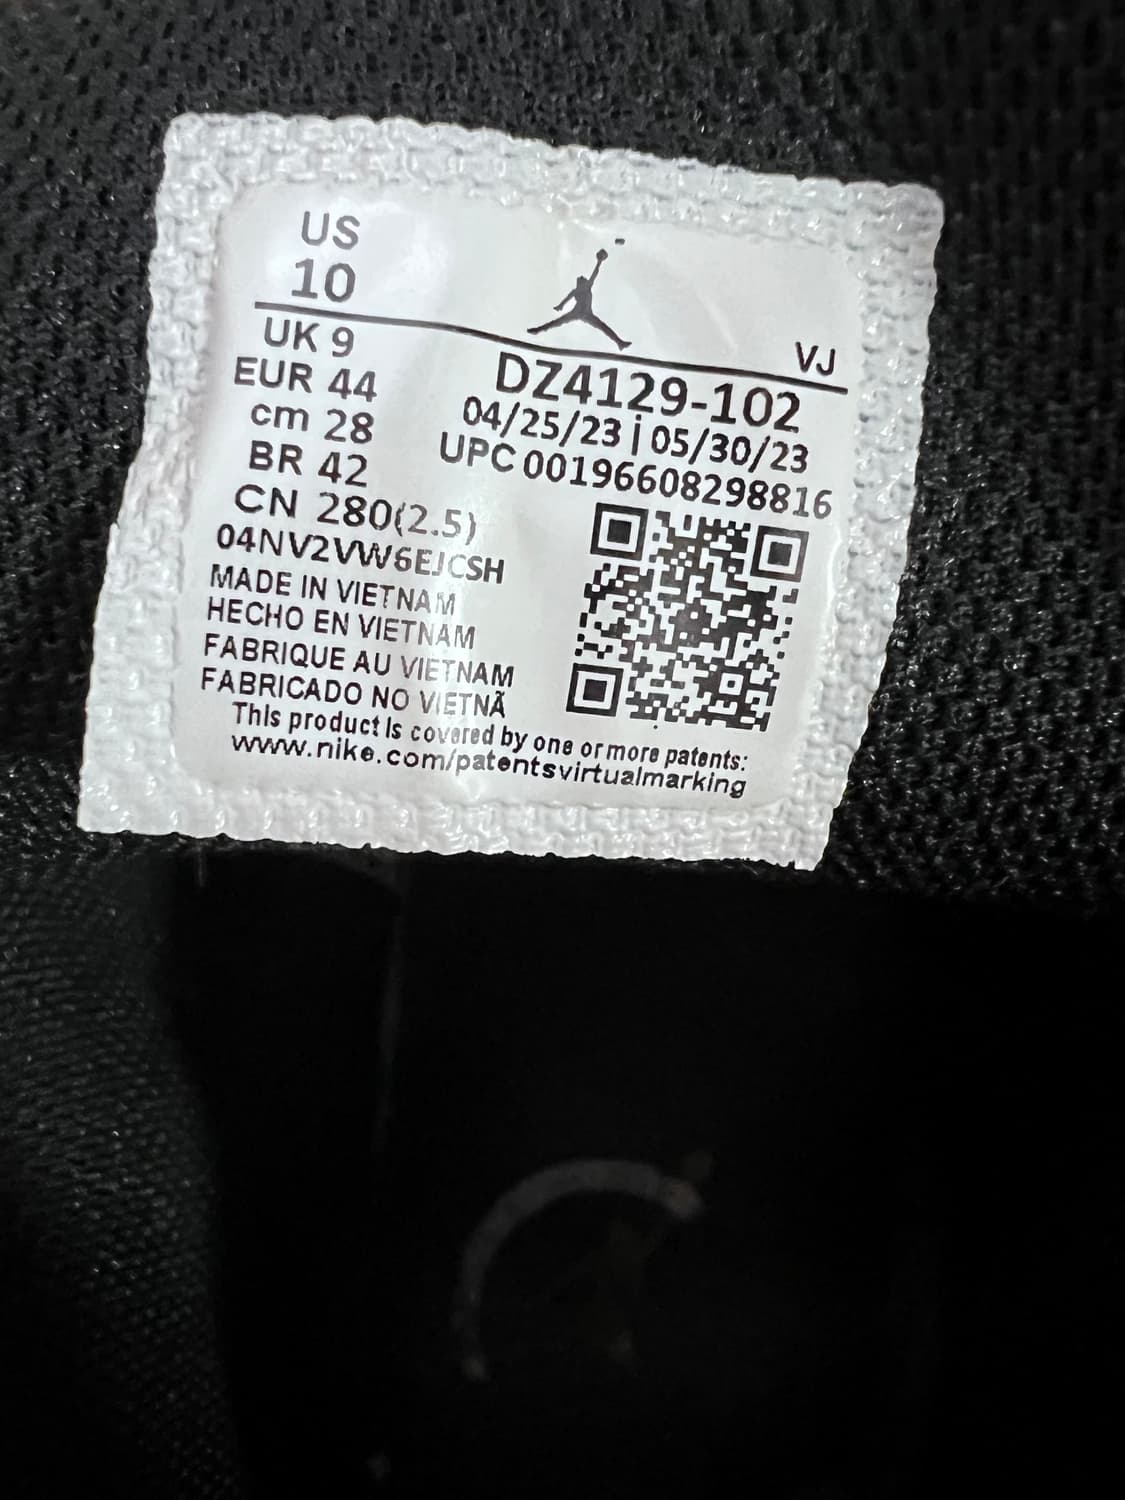 US
10
UK 9
EUR 44
cm 28
BR 42
CN 280(2.5)
04NV2VW6EJCSH
MADE IN VIETNAM
HECHO EN VIETNAM
FABRIQUE AU VIETNAM
FABRICADO NO VIETNÃ
VJ
DZ4129-102
04/25/23 | 05/30/23
UPC 00196608298816
This product Is covered by one or more patents:
www.nike.com/patentsvirtualmarking